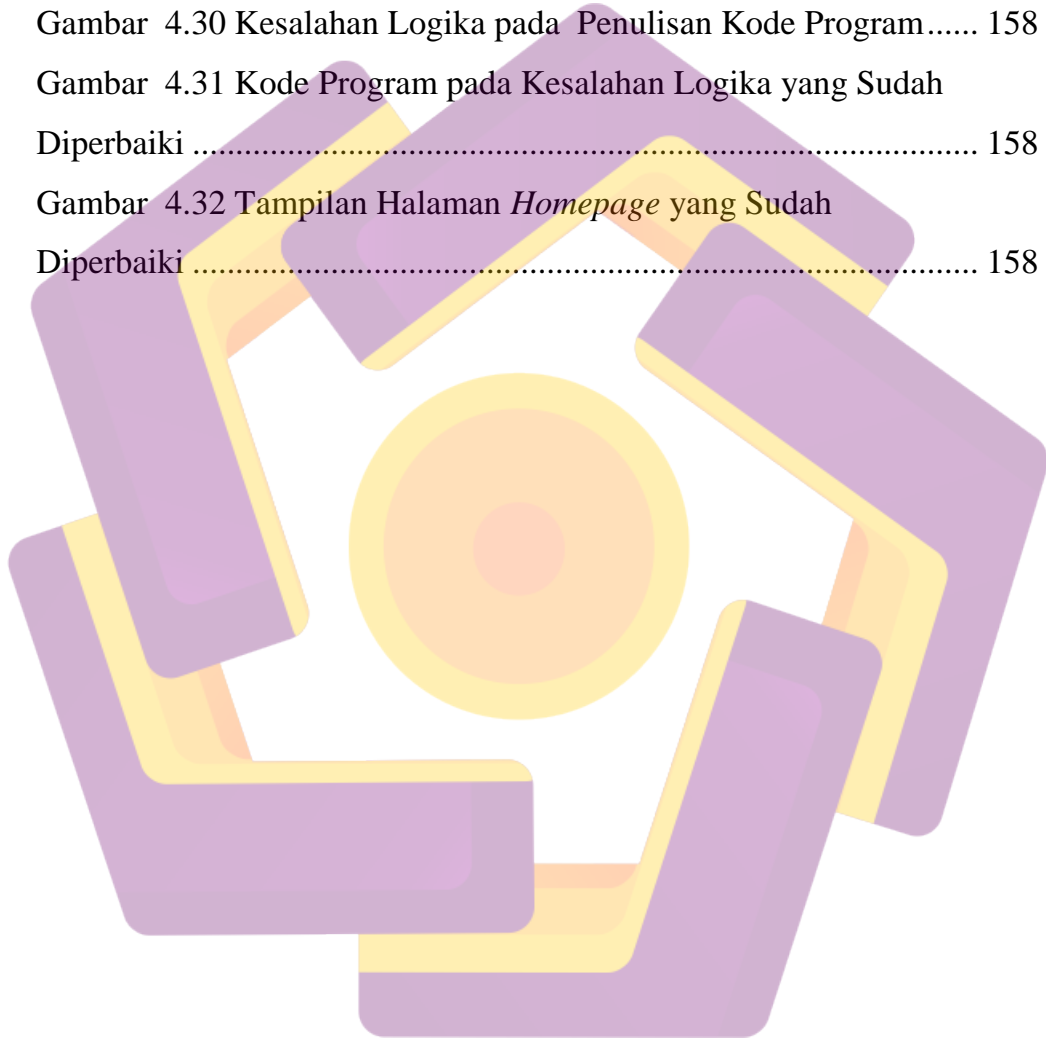 Gambar  4.30 Kesalahan Logika pada  Penulisan Kode Program...... 158
Gambar  4.31 Kode Program pada Kesalahan Logika yang Sudah
Diperbaiki ........................................................................................ 158
Gambar  4.32 Tampilan Halaman Homepage yang Sudah
Diperbaiki ........................................................................................ 158